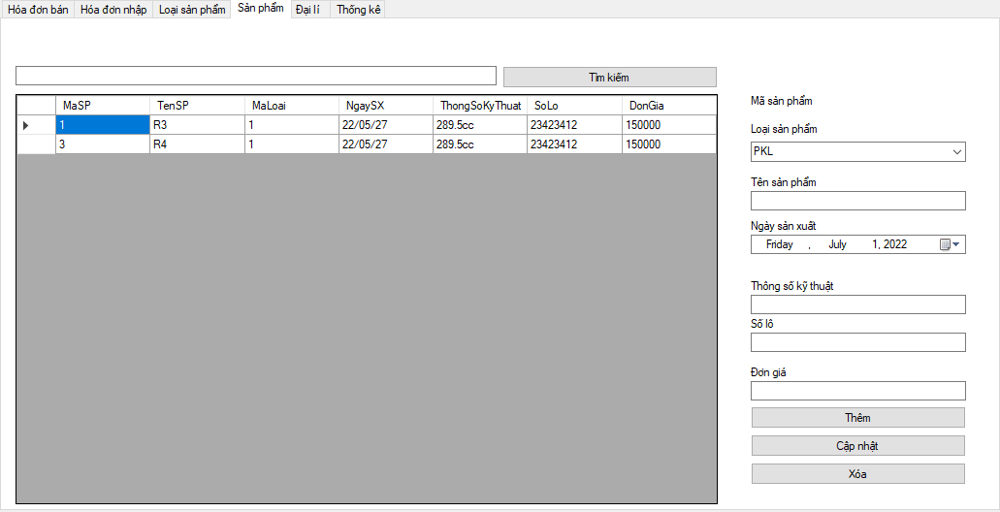 Hóa đơn bán Hóa đơn nhập Loại sản phẩm Sản phẩm Đại lí Thống kê
Tìm kiếm
MaSP TenSP MaLoai NgaySX ThongSoKyThuat SoLo DonGia
1 R3 1 22/05/27 289.5cc 23423412 150000
3 R4 1 22/05/27 289.5cc 23423412 150000
Mã sản phẩm
Loại sản phẩm
PKL
Tên sản phẩm
Ngày sản xuất
Friday , July 1, 2022
Thông số kỹ thuật
Số lô
Đơn giá
Thêm
Cập nhật
Xóa